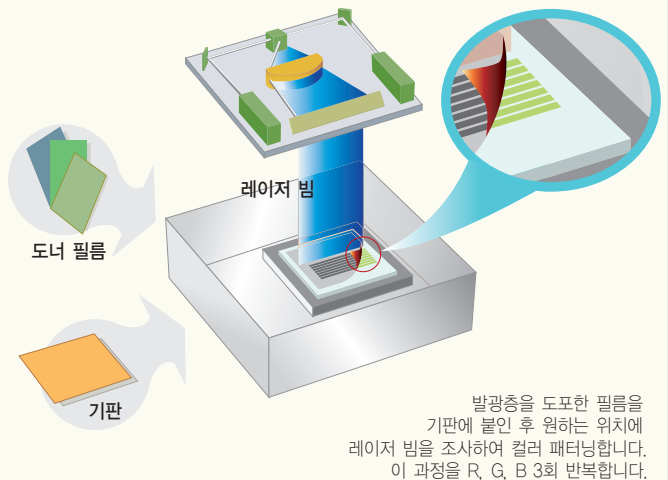 레이저 빔
도너 필름
기판
발광층을 도포한 필름을
기판에 붙인 후 원하는 위치에
레이저 빔을 조사하여 컬러 패터닝합니다.
이 과정을 R, G, B 3회 반복합니다.